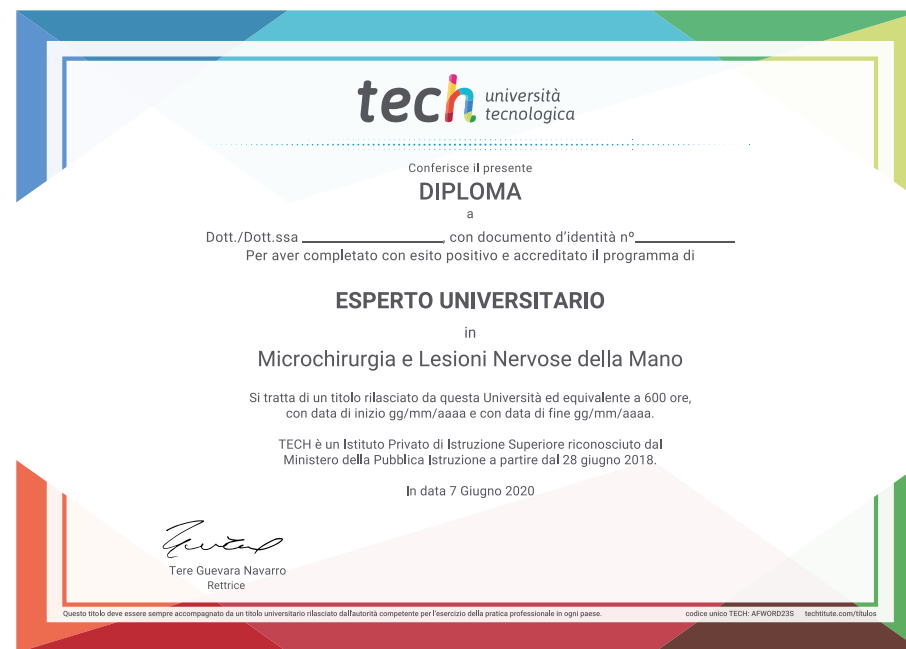 tech università
tecnologica
Conferisce il presente
DIPLOMA
a
Dott./Dott.ssa ____________________, con documento d'identità nº______________
Per aver completato con esito positivo e accreditato il programma di
ESPERTO UNIVERSITARIO
in
Microchirurgia e Lesioni Nervose della Mano
Si tratta di un titolo rilasciato da questa Università ed equivalente a 600 ore,
con data di inizio gg/mm/aaaa e con data di fine gg/mm/aaaa.
TECH è un Istituto Privato di Istruzione Superiore riconosciuto dal
Ministero della Pubblica Istruzione a partire dal 28 giugno 2018.
In data 7 Giugno 2020
Tere Guevara Navarro
Rettrice
Questo titolo deve essere sempre accompagnato da un titolo universitario rilasciato dall'autorità competente per l'esercizio della pratica professionale in ogni paese. codice unico TECH: AFWORD23S techtitute.com/titulos